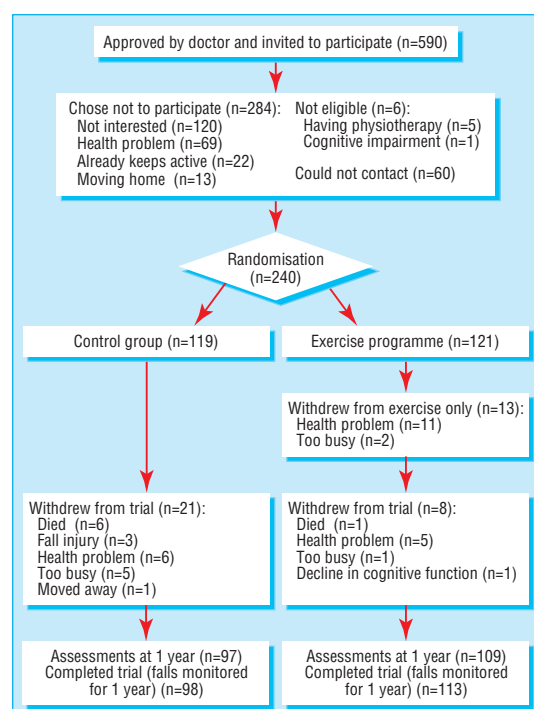 Approved by doctor and invited to participate (n=590)
Chose not to participate (n=284):
Not interested (n=120)
Health problem (n=69)
Already keeps active (n=22)
Moving home (n=13)
Not eligible (n=6):
Having physiotherapy (n=5)
Cognitive impairment (n=1)
Could not contact (n=60)
Randomisation
(n=240)
Control group (n=119)
Exercise programme (n=121)
Withdrew from exercise only (n=13):
Health problem (n=11)
Too busy (n=2)
Withdrew from trial (n=21):
Died (n=6)
Fall injury (n=3)
Health problem (n=6)
Too busy (n=5)
Moved away (n=1)
Withdrew from trial (n=8):
Died (n=1)
Health problem (n=5)
Too busy (n=1)
Decline in cognitive function (n=1)
Assessments at 1 year (n=97)
Completed trial (falls monitored
for 1 year) (n=98)
Assessments at 1 year (n=109)
Completed trial (falls monitored
for 1 year) (n=113)